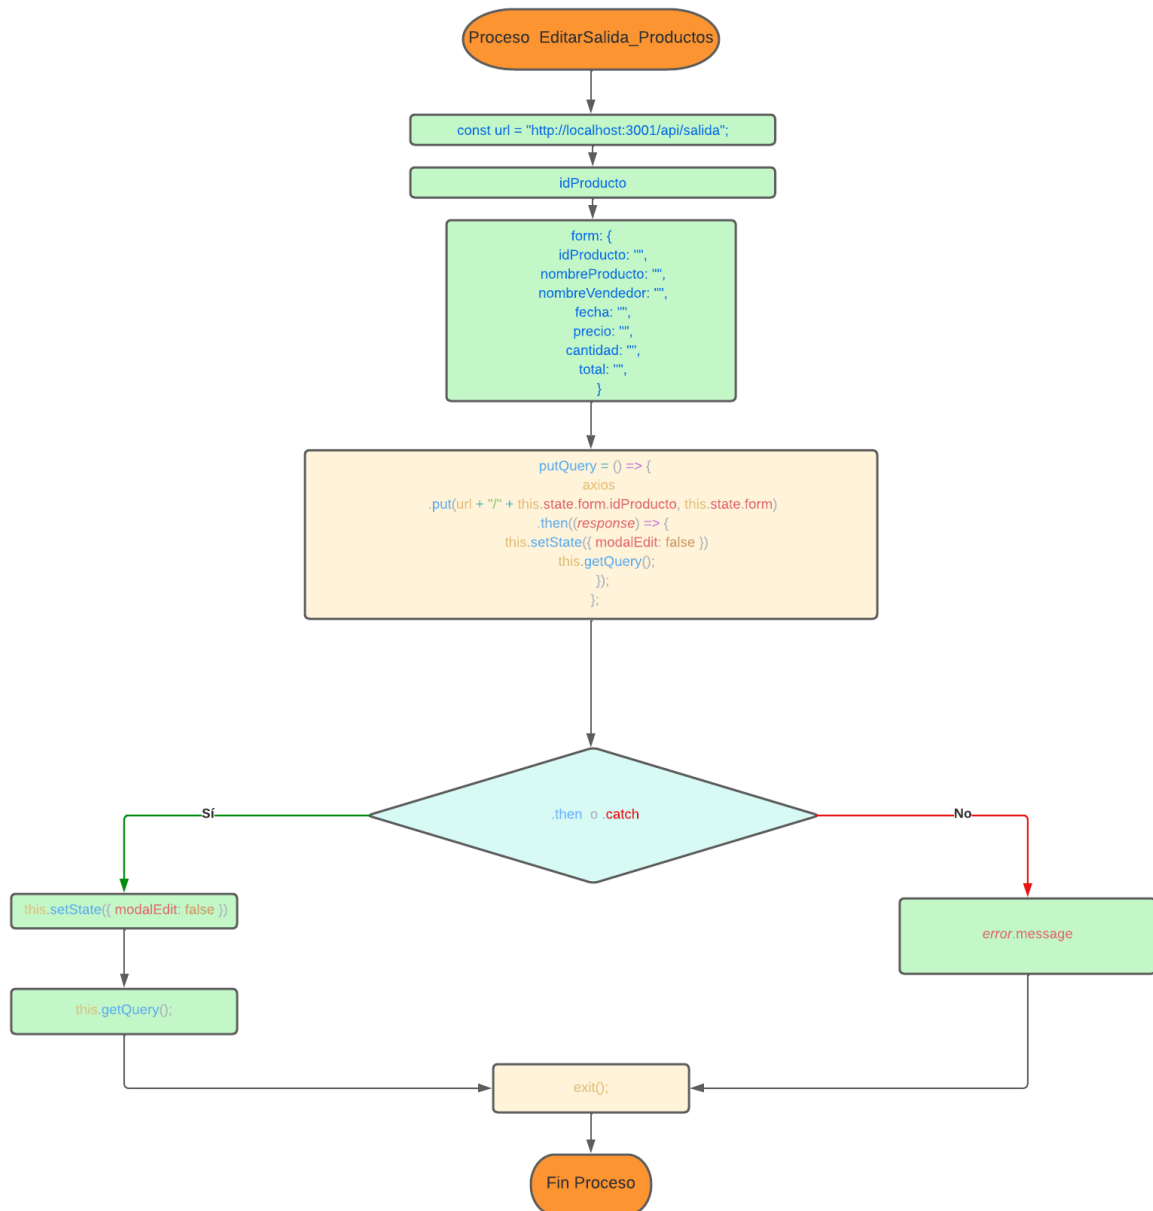 Proceso  EditarSalida_Productos
const url = "http://localhost:3001/api/salida";
idProducto
form: {
idProducto: "",
nombreProducto: "",
nombreVendedor: "",
fecha: "",
precio: "",
cantidad: "",
total: "",
}
putQuery = () => {
axios
.put(url + "/" + this.state.form.idProducto, this.state.form)
.then((response) => {
this.setState({ modalEdit: false })
this.getQuery();
});
};
.then  o .catch
Sí
No
this.setState({ modalEdit: false })
error.message
this.getQuery();
exit();
Fin Proceso